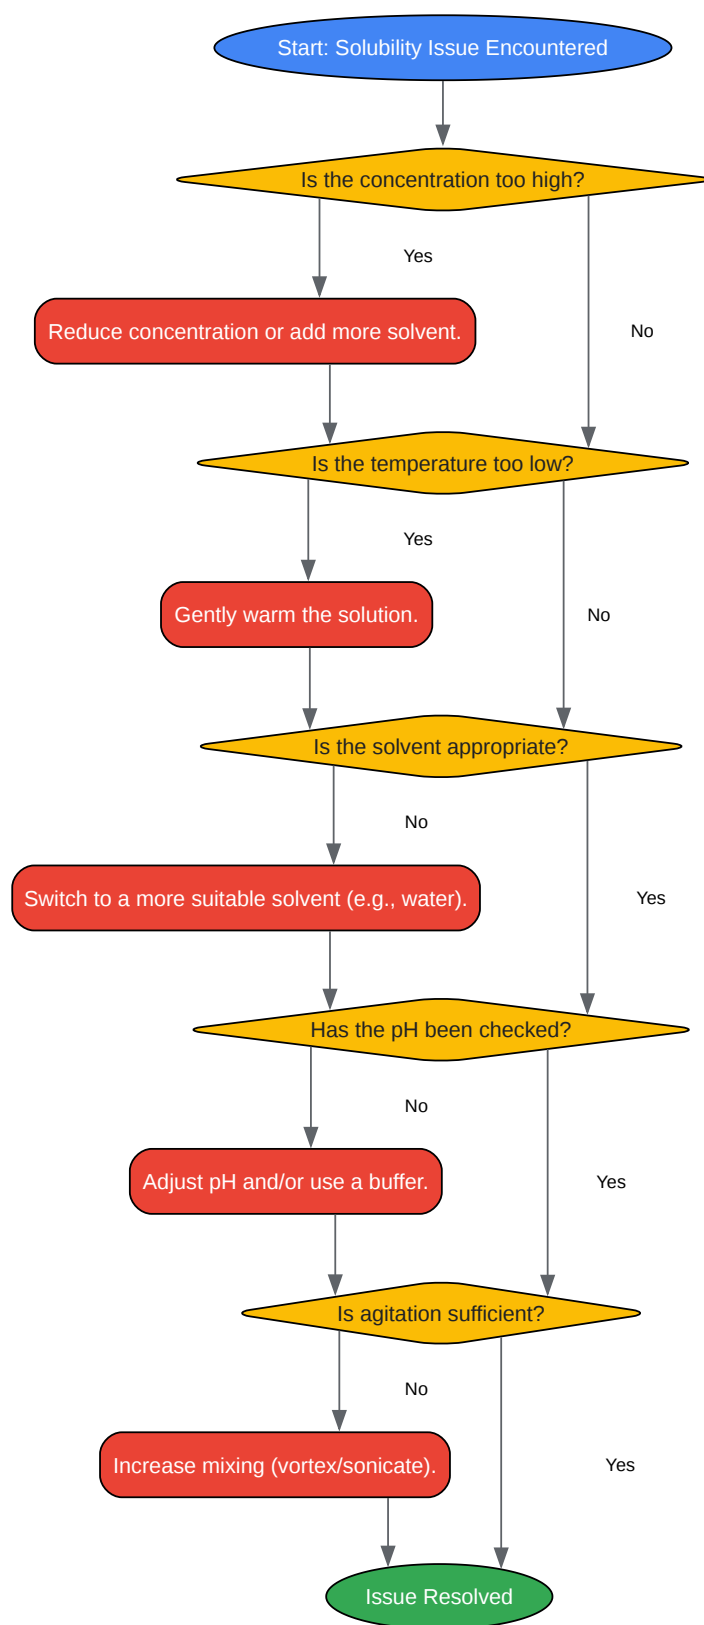 Start: Solubility Issue Encountered
Is the concentration too high?
Yes
Reduce concentration or add more solvent.
No
Is the temperature too low?
Yes
Gently warm the solution.
No
Is the solvent appropriate?
No
Switch to a more suitable solvent (e.g., water).
Yes
Has the pH been checked?
No
Adjust pH and/or use a buffer.
Yes
Is agitation sufficient?
No
Increase mixing (vortex/sonicate).
Yes
Issue Resolved